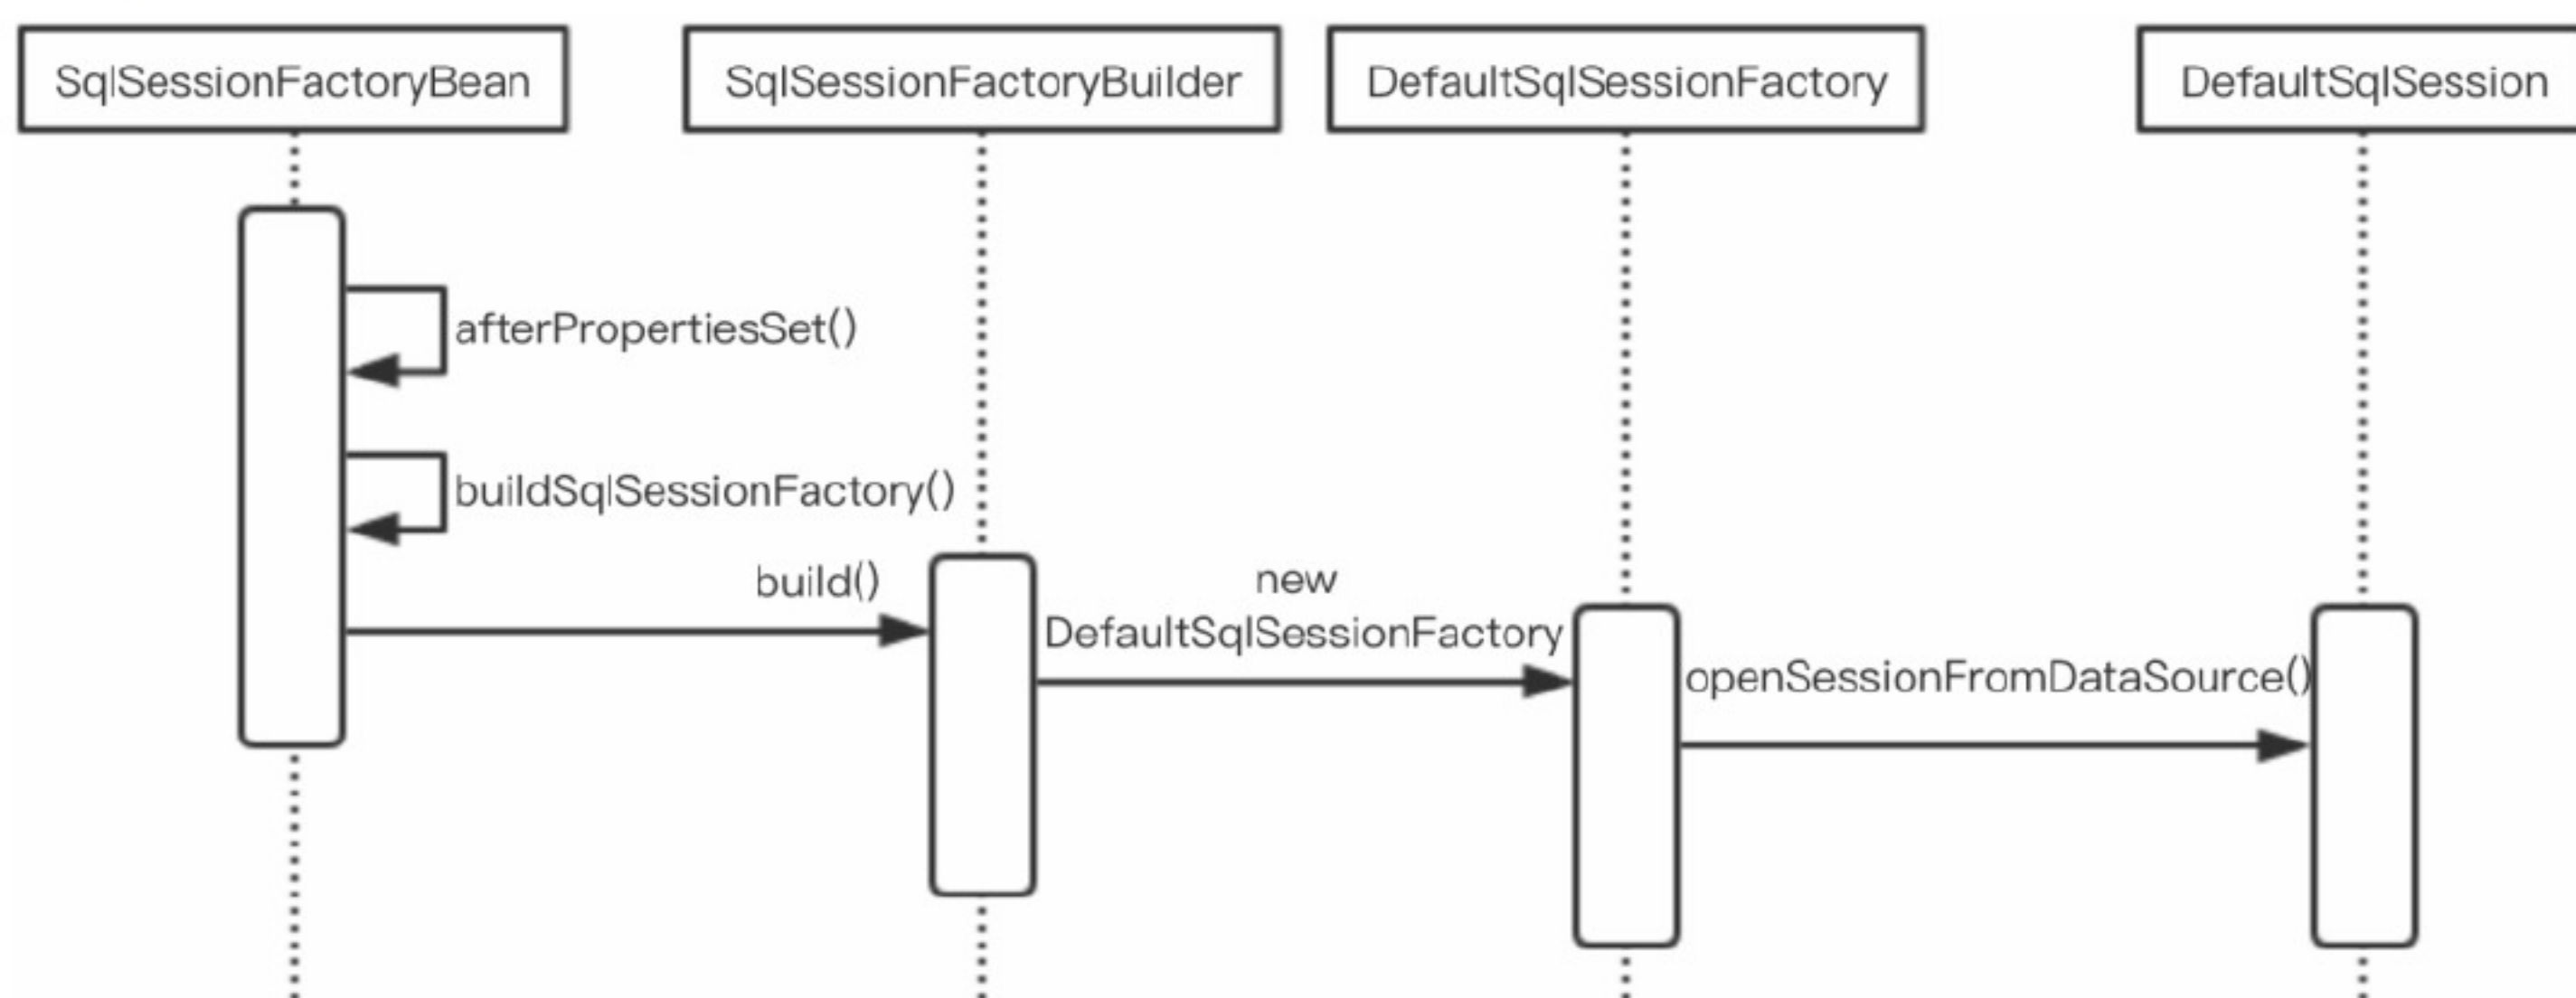 SqlSessionFactoryBean
SqlSessionFactoryBuilder
DefaultSqlSessionFactory
DefaultSqlSession
afterPropertiesSet()
buildSqlSessionFactory()
build()
new
DefaultSqlSessionFactory
openSessionFromDataSource()